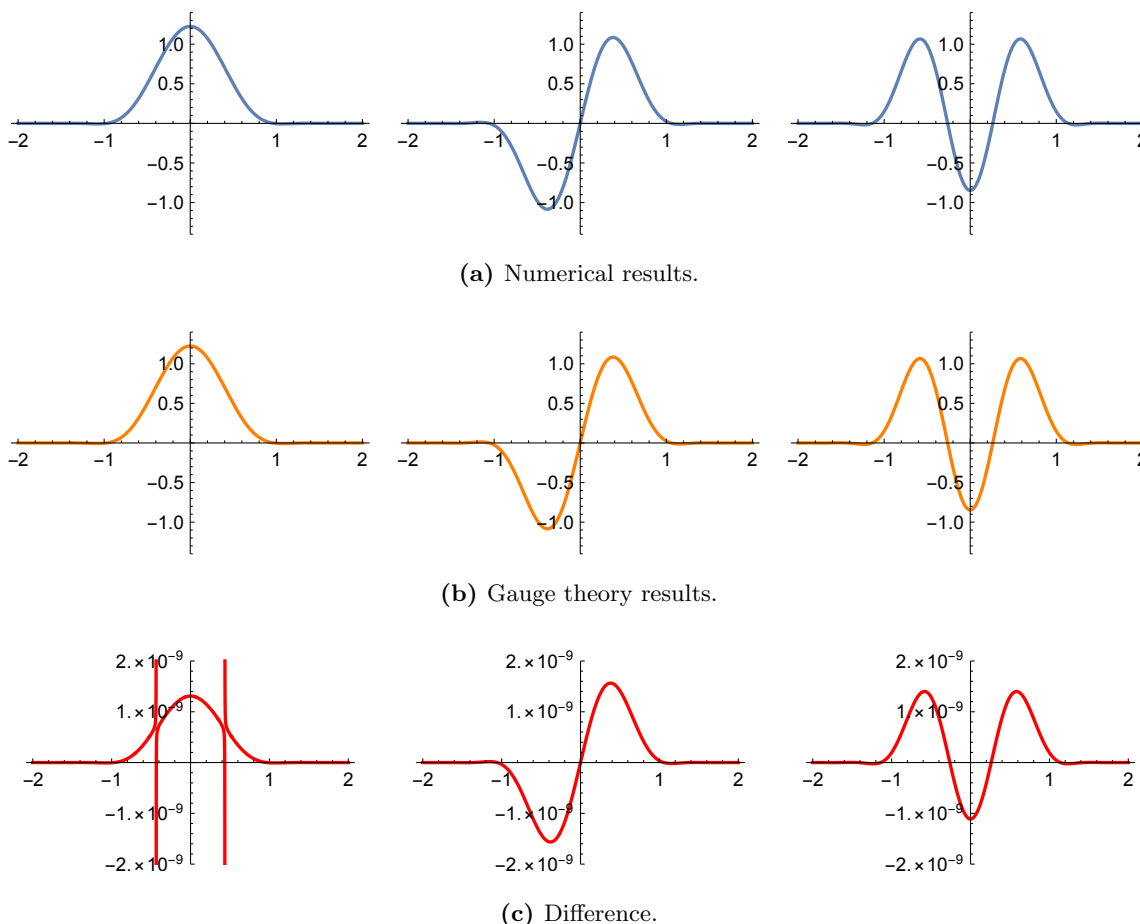 1.0 1.0 1.0
0.5 0.5 0.5
−2 −1 1 2 −2 −1 1 2 −2 −1 1 2
−0.5 −0.5 −0.5
−1.0 −1.0 −1.0
(a) Numerical results.
1.0 1.0 1.0
0.5 0.5 0.5
−2 −1 1 2 −2 −1 1 2 −2 −1 1 2
−0.5 −0.5 −0.5
−1.0 −1.0 −1.0
(b) Gauge theory results.
2.×10⁻⁹ 2.×10⁻⁹ 2.×10⁻⁹
1.×10⁻⁹ 1.×10⁻⁹ 1.×10⁻⁹
−2 −1 1 2 −2 −1 1 2 −2 −1 1 2
−1.×10⁻⁹ −1.×10⁻⁹ −1.×10⁻⁹
−2.×10⁻⁹ −2.×10⁻⁹ −2.×10⁻⁹
(c) Difference.